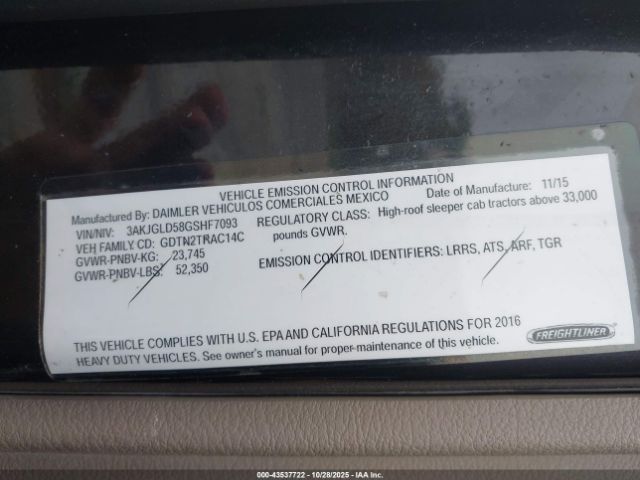 VEHICLE EMISSION CONTROL INFORMATION
Manufactured By: DAIMLER VEHICULOS COMERCIALES MEXICO Date of Manufacture: 11/15
VIN/NIV: 3AKJGLD58GSHF7093 REGULATORY CLASS: High-roof sleeper cab tractors above 33,000
VEH FAMILY CD: GDTN2TRAC14C pounds GVWR.
GVWR-PNBV-KG: 23,745 EMISSION CONTROL IDENTIFIERS: LRRS, ATS, ARF, TGR
GVWR-PNBV-LBS: 52,350
THIS VEHICLE COMPLIES WITH U.S. EPA AND CALIFORNIA REGULATIONS FOR 2016
HEAVY DUTY VEHICLES. See owner's manual for proper-maintenance of this vehicle.
FREIGHTLINER
000-43537722 - 10/28/2025 - IAA Inc.